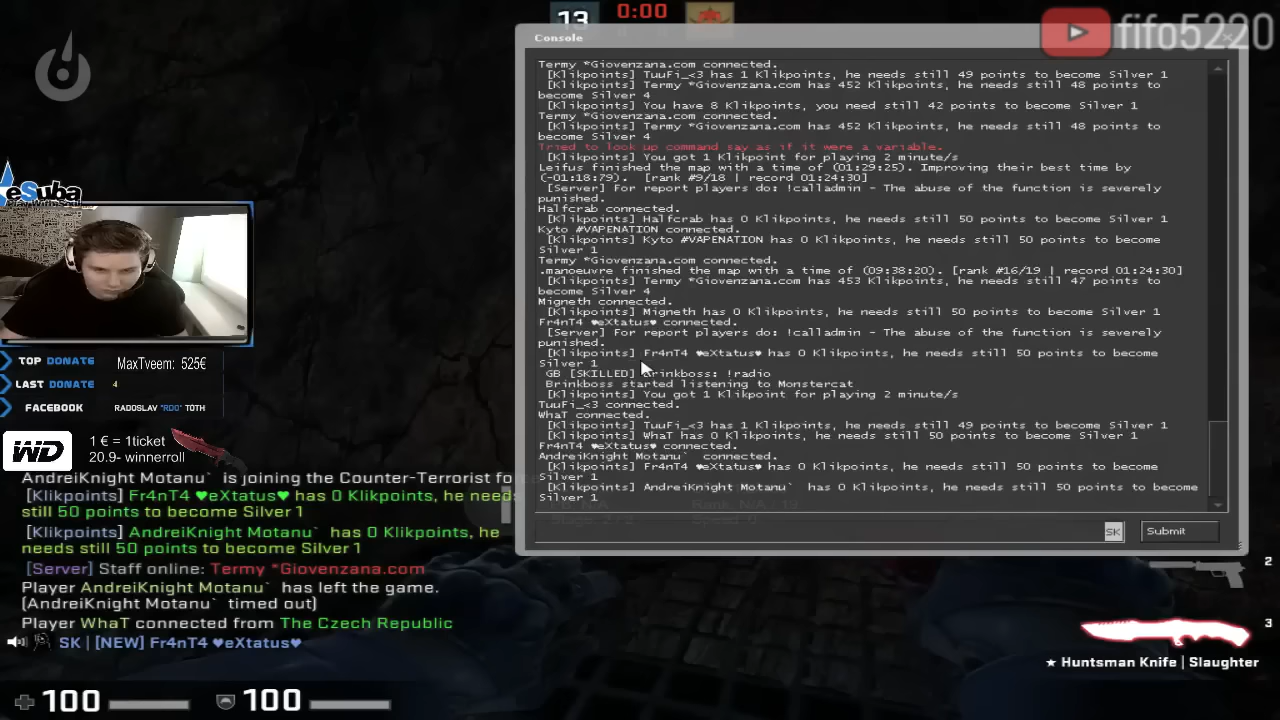 13
0:00
fifo5220
Console
Termy *Giovenzana.com connected.
[Klikpoints] TuuFi_<3 has 1 Klikpoints, he needs still 49 points to become Silver 1
[Klikpoints] Termy *Giovenzana.com has 452 Klikpoints, he needs still 48 points to
become Silver 4
[Klikpoints] You have 8 Klikpoints, you need still 42 points to become Silver 1
Termy *Giovenzana.com connected.
[Klikpoints] Termy *Giovenzana.com has 452 Klikpoints, he needs still 48 points to
become Silver 4
Tried to look up command say as if it were a variable.
[Klikpoints] You got 1 Klikpoint for playing 2 minute/s
Leifus finished the map with a time of (01:29:25). Improving their best time by
(-01:18:79). [rank #9/18 | record 01:24:30]
[Server] For report players do: !calladmin - The abuse of the function is severely
punished.
Halfcrab connected.
[Klikpoints] Halfcrab has 0 Klikpoints, he needs still 50 points to become Silver 1
Kyto #VAPENATION connected.
[Klikpoints] Kyto #VAPENATION has 0 Klikpoints, he needs still 50 points to become
Silver 1
Termy *Giovenzana.com connected.
.manoeuvre finished the map with a time of (09:38:20). [rank #16/19 | record 01:24:30]
[Klikpoints] Termy *Giovenzana.com has 453 Klikpoints, he needs still 47 points to
become Silver 4
Migneth connected.
[Klikpoints] Migneth has 0 Klikpoints, he needs still 50 points to become Silver 1
Fr4nT4 ♥eXtatus♥ connected.
[Server] For report players do: !calladmin - The abuse of the function is severely
punished.
[Klikpoints] Fr4nT4 ♥eXtatus♥ has 0 Klikpoints, he needs still 50 points to become
Silver 1
GB [SKILLED] Brinkboss: !radio
Brinkboss started listening to Monstercat
[Klikpoints] You got 1 Klikpoint for playing 2 minute/s
TuuFi_<3 connected.
WhaT connected.
[Klikpoints] TuuFi_<3 has 1 Klikpoints, he needs still 49 points to become Silver 1
[Klikpoints] WhaT has 0 Klikpoints, he needs still 50 points to become Silver 1
Fr4nT4 ♥eXtatus♥ connected.
AndreiKnight Motanu` connected.
[Klikpoints] Fr4nT4 ♥eXtatus♥ has 0 Klikpoints, he needs still 50 points to become
Silver 1
[Klikpoints] AndreiKnight Motanu` has 0 Klikpoints, he needs still 50 points to become
Silver 1
SK
Submit
eSuba
Play With Soul
TOP DONATE MaxTveem: 525€
LAST DONATE 4
FACEBOOK RADOSLAV "RDO" TOTH
WD
1 € = 1ticket
20.9- winnerroll
AndreiKnight Motanu` is joining the Counter-Terrorist fo
[Klikpoints] Fr4nT4 ♥eXtatus♥ has 0 Klikpoints, he needs
still 50 points to become Silver 1
[Klikpoints] AndreiKnight Motanu` has 0 Klikpoints, he
needs still 50 points to become Silver 1
[Server] Staff online: Termy *Giovenzana.com
Player AndreiKnight Motanu` has left the game.
(AndreiKnight Motanu` timed out)
Player WhaT connected from The Czech Republic
SK | [NEW] Fr4nT4 ♥eXtatus♥
2
3
★ Huntsman Knife | Slaughter
100
100